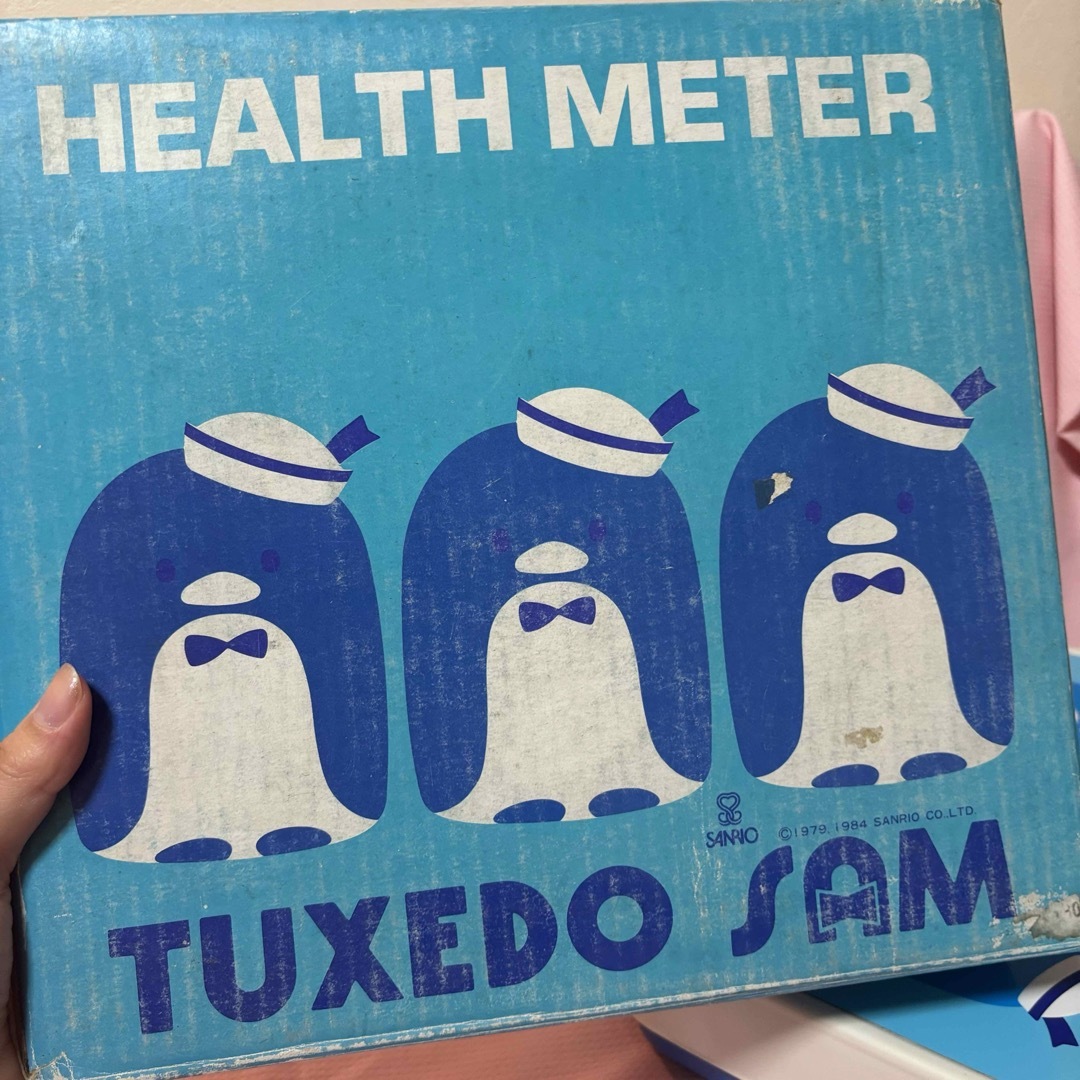 HEALTH METER
SANRIO
©1979, 1984 SANRIO CO., LTD.
TUXEDO SAM